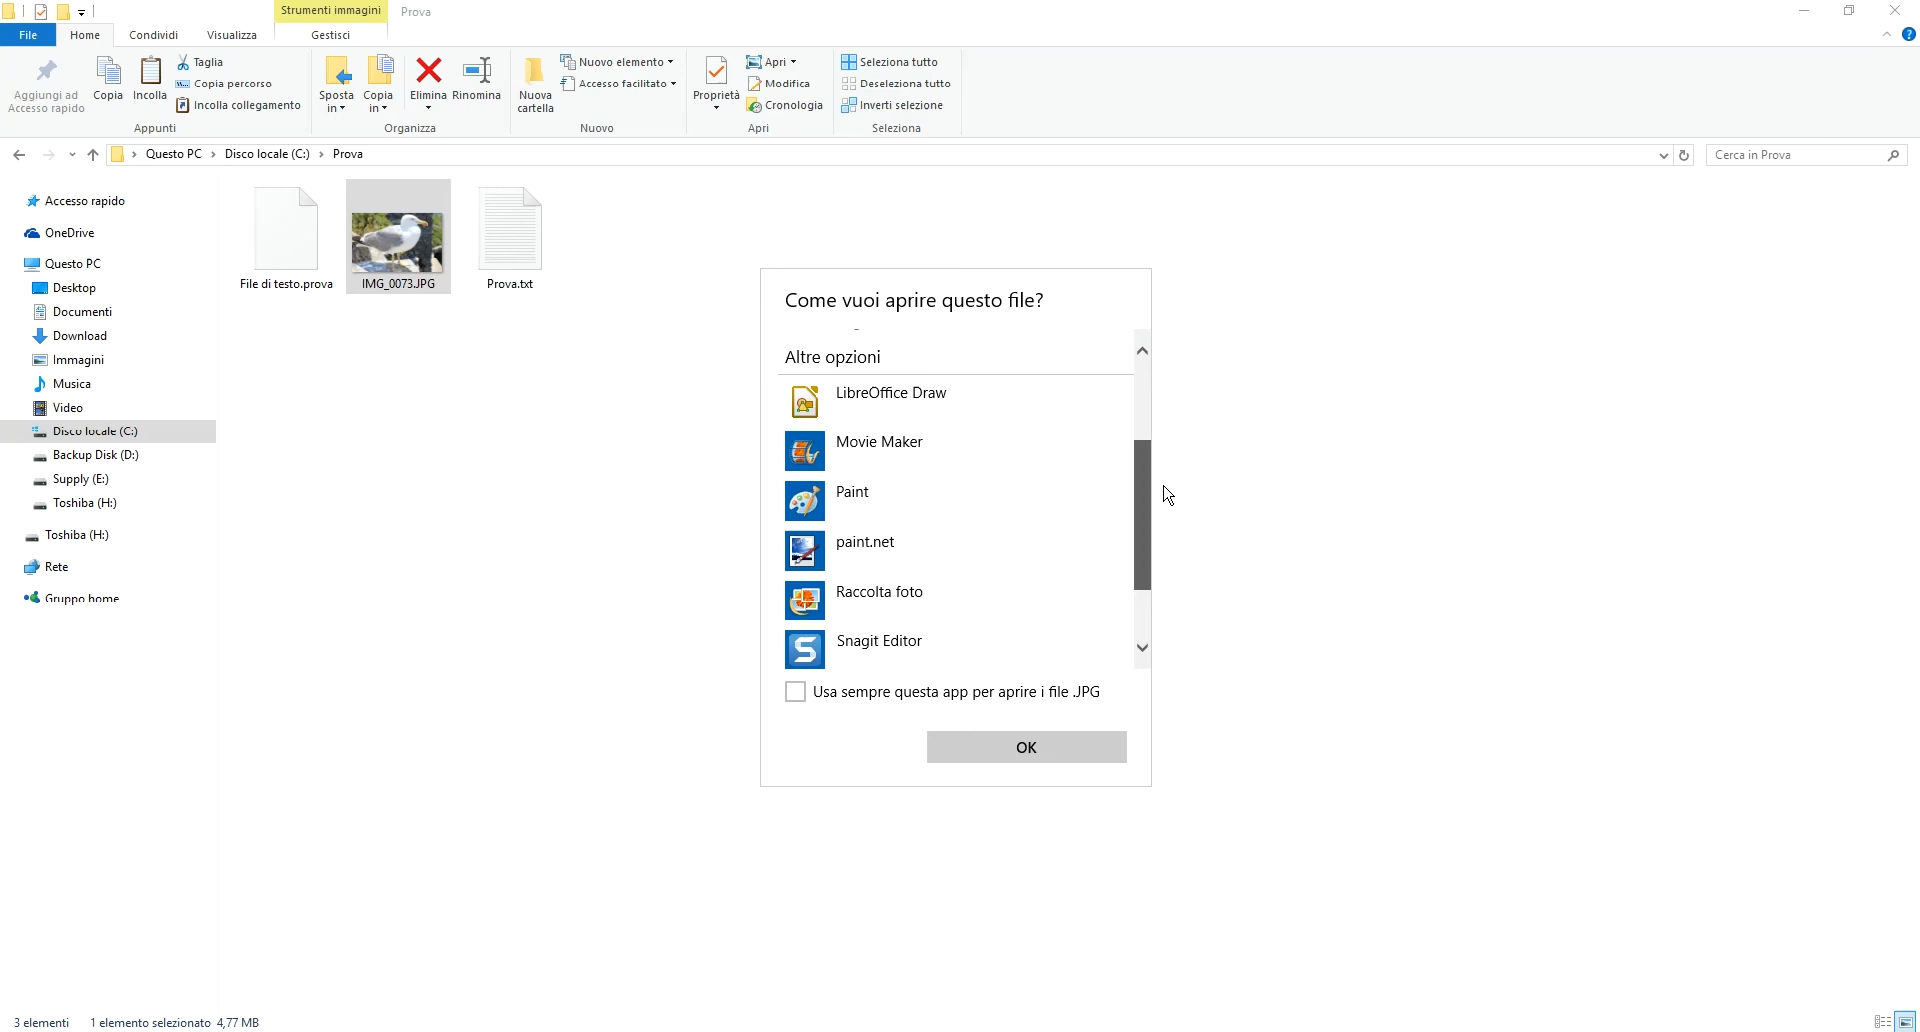 Strumenti immagini
Prova
File
Home
Condividi
Visualizza
Gestisci
Aggiungi ad
Accesso rapido
Copia
Incolla
Taglia
Copia percorso
Incolla collegamento
Appunti
Sposta
in
Copia
in
Elimina
Rinomina
Organizza
Nuova
cartella
Nuovo elemento
Accesso facilitato
Nuovo
Proprietà
Apri
Modifica
Cronologia
Apri
Seleziona tutto
Deseleziona tutto
Inverti selezione
Seleziona
Questo PC > Disco locale (C:) > Prova
Cerca in Prova
Accesso rapido
OneDrive
Questo PC
Desktop
Documenti
Download
Immagini
Musica
Video
Disco locale (C:)
Backup Disk (D:)
Supply (E:)
Toshiba (H:)
Toshiba (H:)
Rete
Gruppo home
File di testo.prova
IMG_0073.JPG
Prova.txt
Come vuoi aprire questo file?
Altre opzioni
LibreOffice Draw
Movie Maker
Paint
paint.net
Raccolta foto
Snagit Editor
Usa sempre questa app per aprire i file .JPG
OK
3 elementi
1 elemento selezionato 4,77 MB